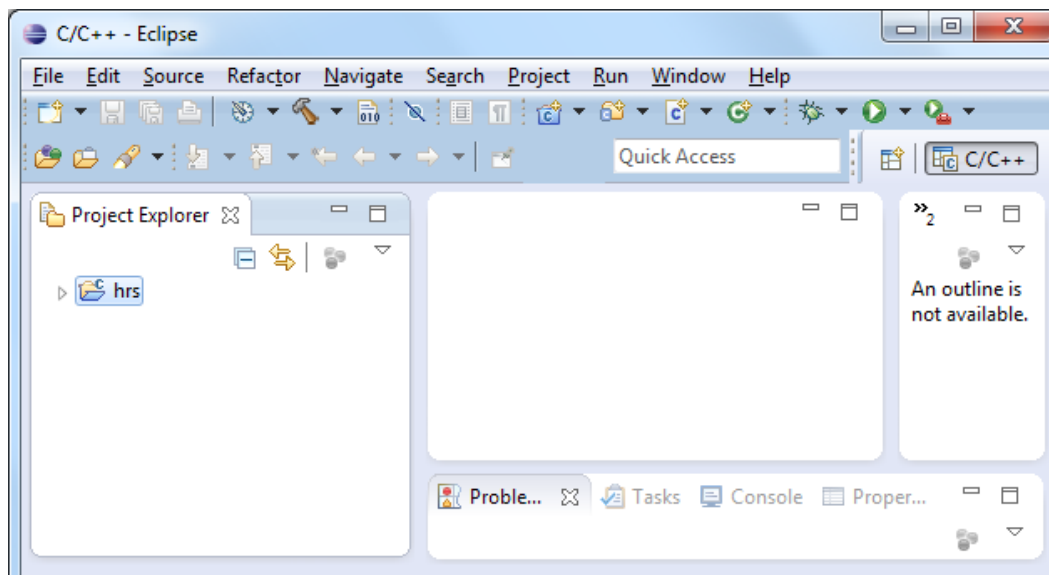 C/C++ - Eclipse
File Edit Source Refactor Navigate Search Project Run Window Help
010
Quick Access
C/C++
Project Explorer
»2
hrs
An outline is
not available.
Proble... Tasks Console Proper...